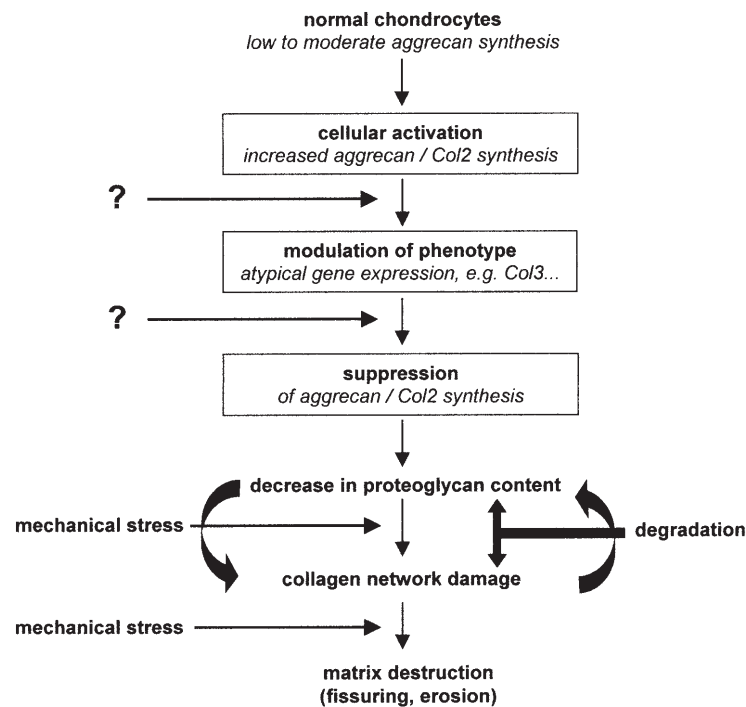 normal chondrocytes
low to moderate aggrecan synthesis
cellular activation
increased aggrecan / Col2 synthesis
?
modulation of phenotype
atypical gene expression, e.g. Col3...
?
suppression
of aggrecan / Col2 synthesis
decrease in proteoglycan content
mechanical stress
degradation
collagen network damage
mechanical stress
matrix destruction
(fissuring, erosion)